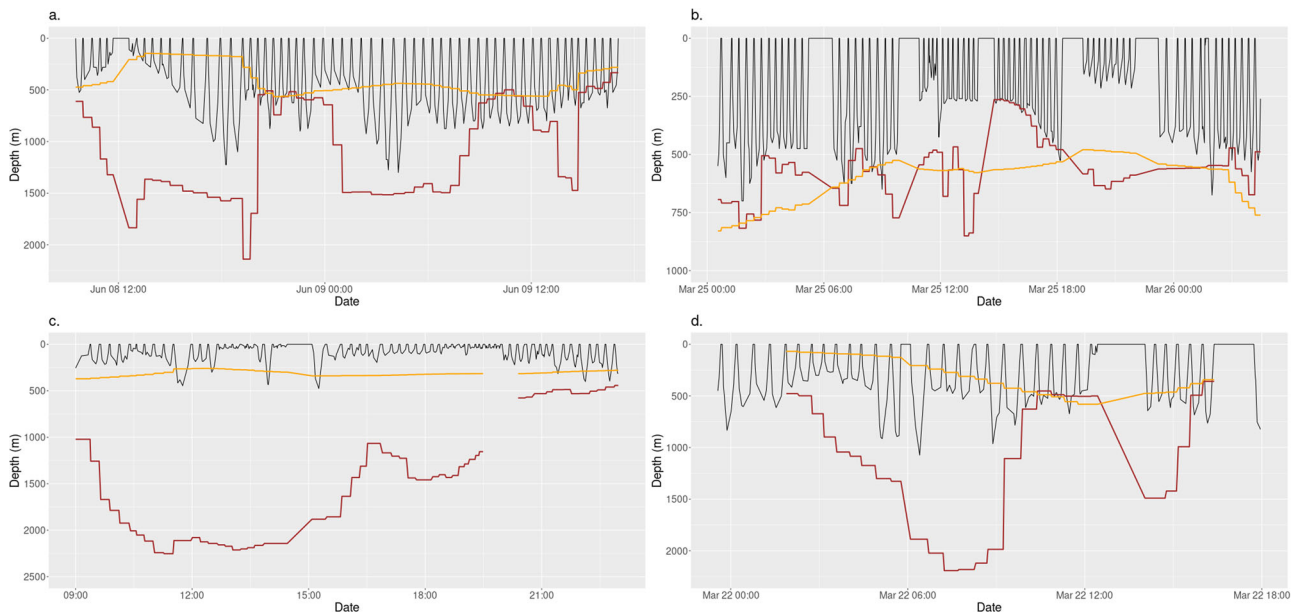 a.
0
500
1000
1500
2000
Depth (m)
Jun 08 12:00
Jun 09 00:00
Jun 09 12:00
Date
b.
0
250
500
750
1000
Depth (m)
Mar 25 00:00
Mar 25 06:00
Mar 25 12:00
Mar 25 18:00
Mar 26 00:00
Date
c.
0
500
1000
1500
2000
2500
Depth (m)
09:00
12:00
15:00
18:00
21:00
Date
d.
0
500
1000
1500
2000
Depth (m)
Mar 22 00:00
Mar 22 06:00
Mar 22 12:00
Mar 22 18:00
Date